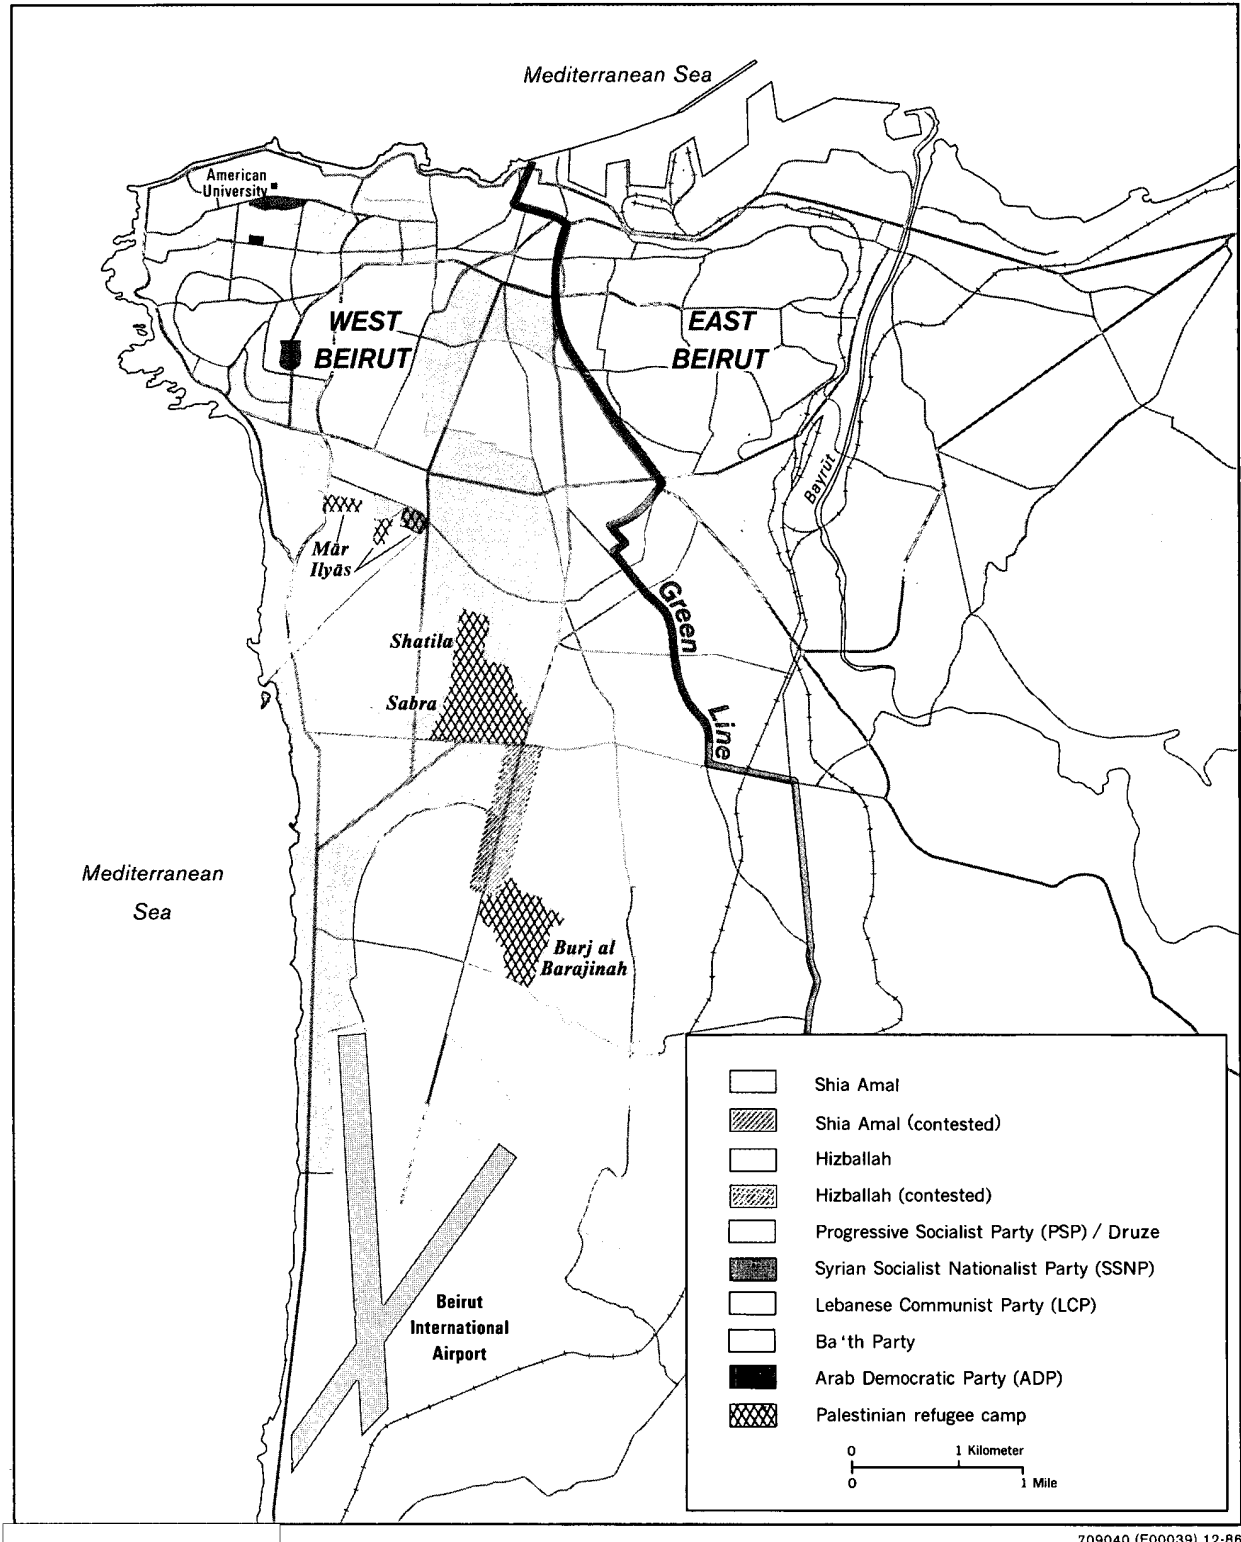 Mediterranean Sea
American
University
WEST
BEIRUT
EAST
BEIRUT
Bayrūt
Mār
Ilyās
Green
Line
Shatila
Sabra
Mediterranean
Sea
Burj al
Barajinah
Shia Amal
Shia Amal (contested)
Hizballah
Hizballah (contested)
Progressive Socialist Party (PSP) / Druze
Syrian Socialist Nationalist Party (SSNP)
Lebanese Communist Party (LCP)
Ba'th Party
Arab Democratic Party (ADP)
Palestinian refugee camp
0 1 Kilometer
0 1 Mile
Beirut
International
Airport
709040 (E00039) 12-86